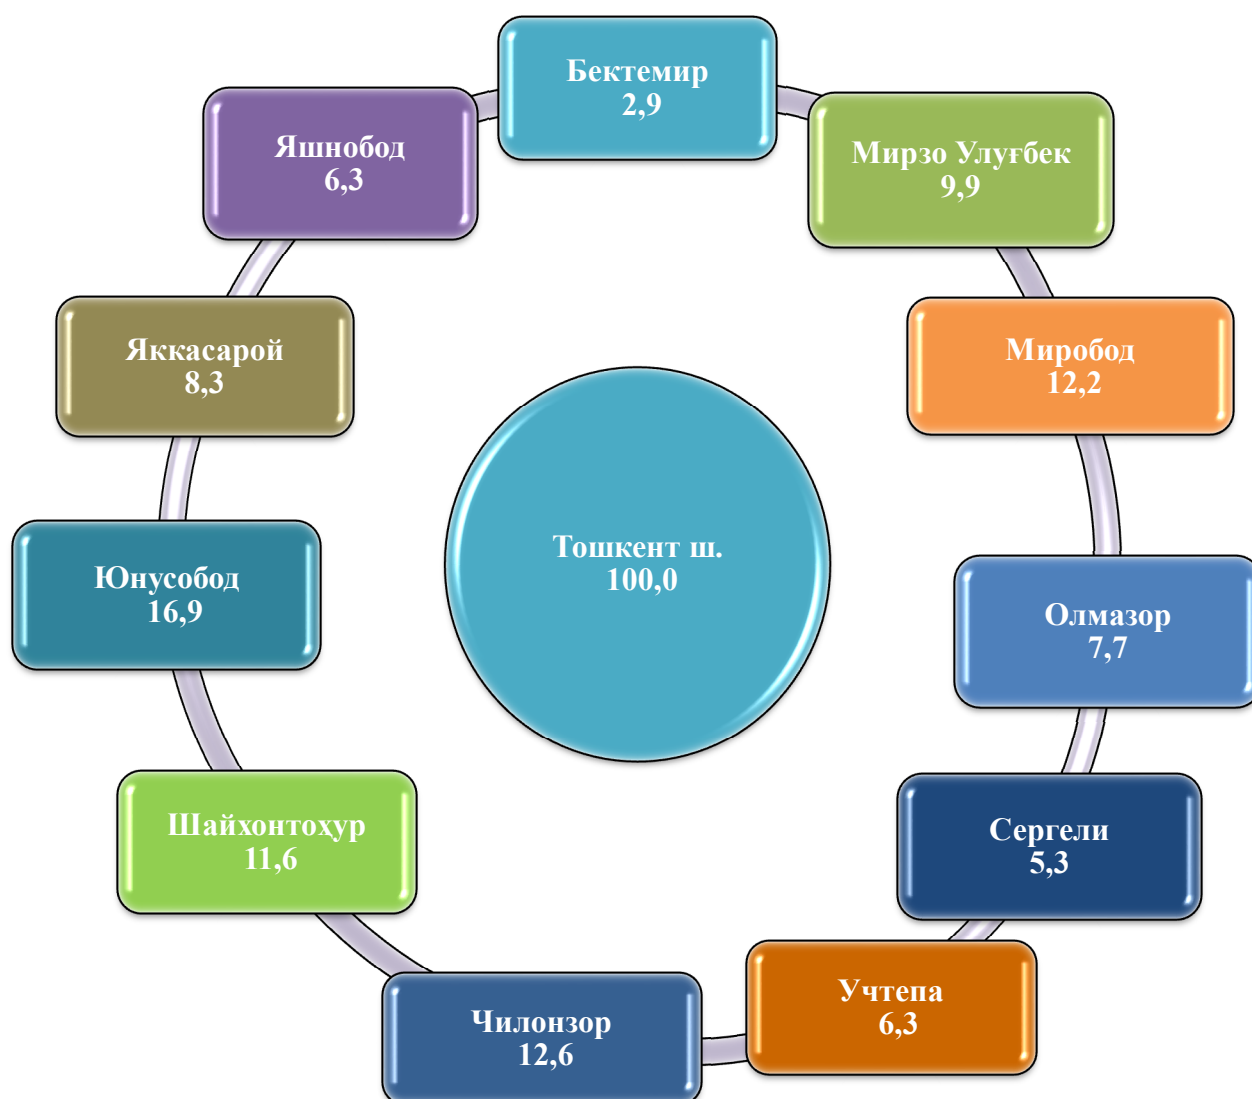 Бектемир
2,9
Мирзо Улуғбек
9,9
Миробод
12,2
Олмазор
7,7
Сергели
5,3
Учтепа
6,3
Чилонзор
12,6
Шайхонтоҳур
11,6
Юнусобод
16,9
Яккасарой
8,3
Яшнобод
6,3
Тошкент ш.
100,0